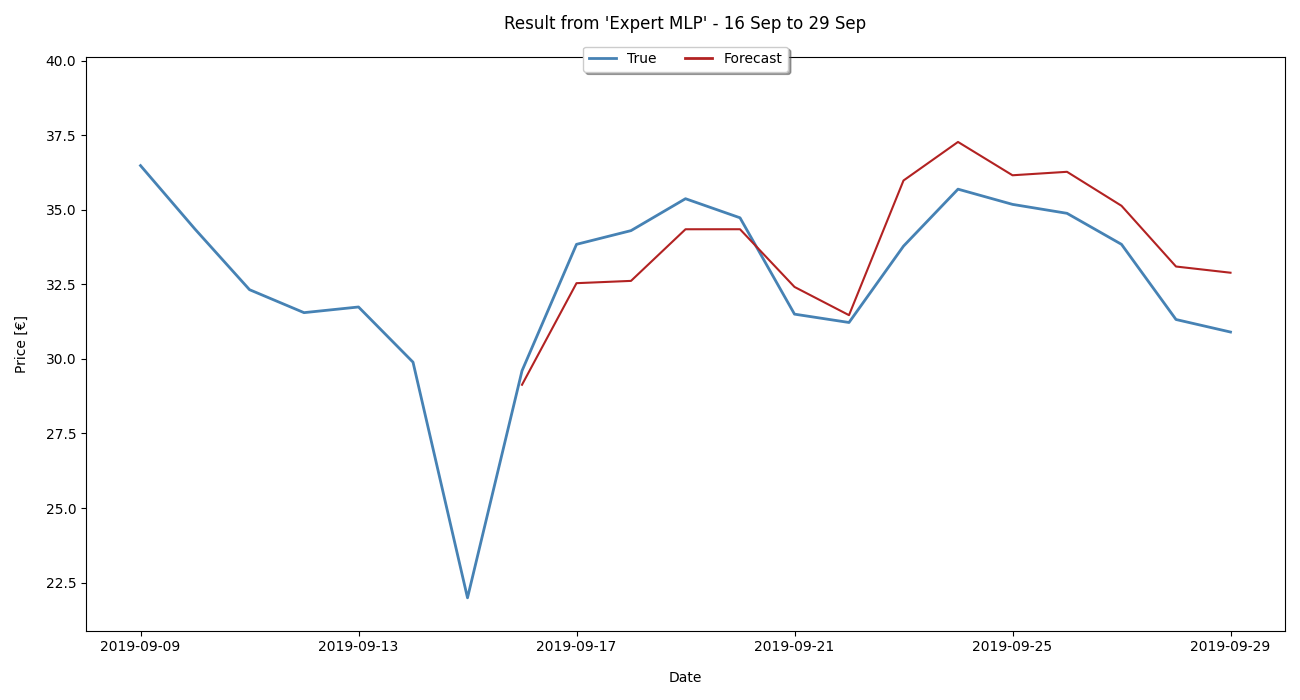 Result from 'Expert MLP' - 16 Sep to 29 Sep
True Forecast
40.0
37.5
35.0
32.5
30.0
27.5
25.0
22.5
Price [€]
2019-09-09 2019-09-13 2019-09-17 2019-09-21 2019-09-25 2019-09-29
Date